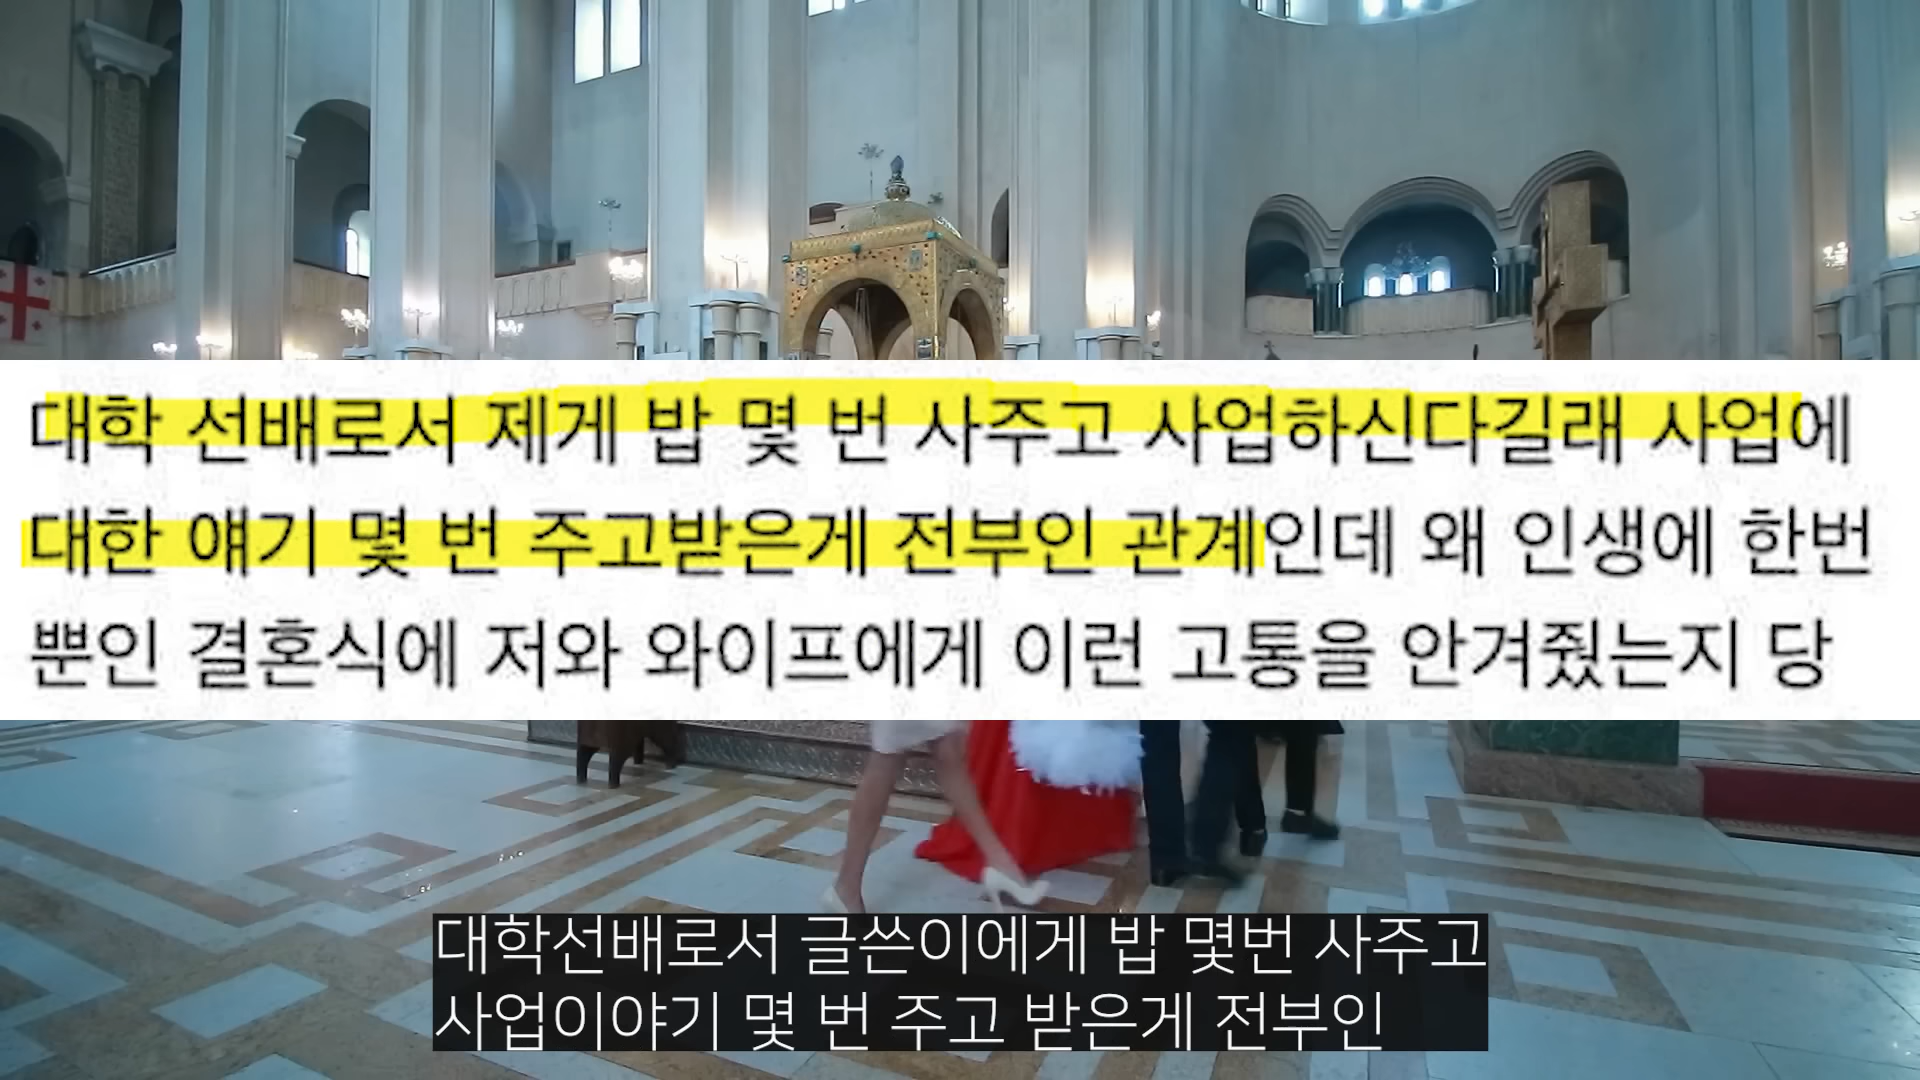 대학 선배로서 제게 밥 몇 번 사주고 사업하신다길래 사업에
대한 얘기 몇 번 주고받은게 전부인 관계인데 왜 인생에 한번
뿐인 결혼식에 저와 와이프에게 이런 고통을 안겨줬는지 당
대학선배로서 글쓴이에게 밥 몇번 사주고
사업이야기 몇 번 주고 받은게 전부인